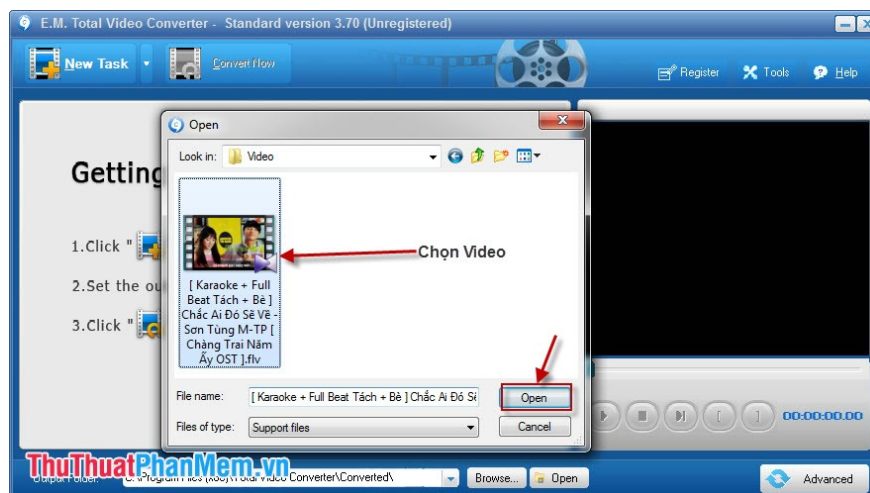 E.M. Total Video Converter - Standard version 3.70 (Unregistered)
New Task
Convert Now
Register
Tools
Help
Open
Look in: Video
Getting
1.Click "
2.Set the ou
3.Click "
[ Karaoke + Full
Beat Tách + Bè ]
Chắc Ai Đó Sẽ Về -
Sơn Tùng M-TP [
Chàng Trai Năm
Ấy OST ].flv
Chọn Video
File name: [ Karaoke + Full Beat Tách + Bè ] Chắc Ai Đó Sẽ
Open
Files of type: Support files
Cancel
00:00:00.00
ThuThuatPhanMem.vn
Output Folder: C:\Program Files (x86)\Total Video Converter\Converted\
Browse...
Open
Advanced